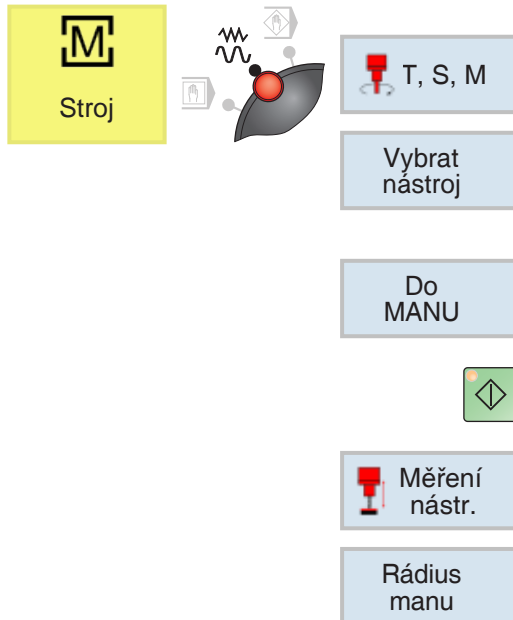 M
Stroj
T, S, M
Vybrat
nástroj
Do
MANU
Měření
nástr.
Rádius
manu